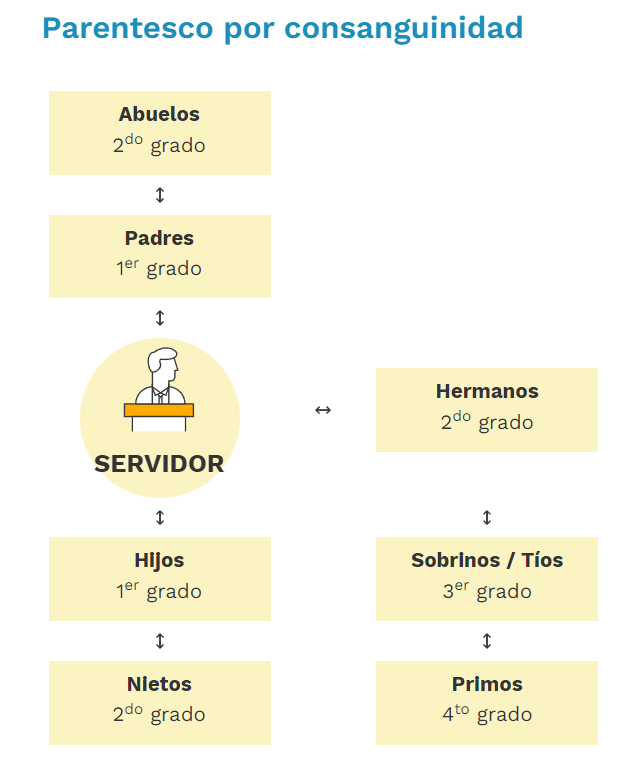 Parentesco por consanguinidad
Abuelos
2do grado
Padres
1er grado
SERVIDOR
Hermanos
2do grado
Hijos
1er grado
Sobrinos / Tíos
3er grado
Nietos
2do grado
Primos
4to grado